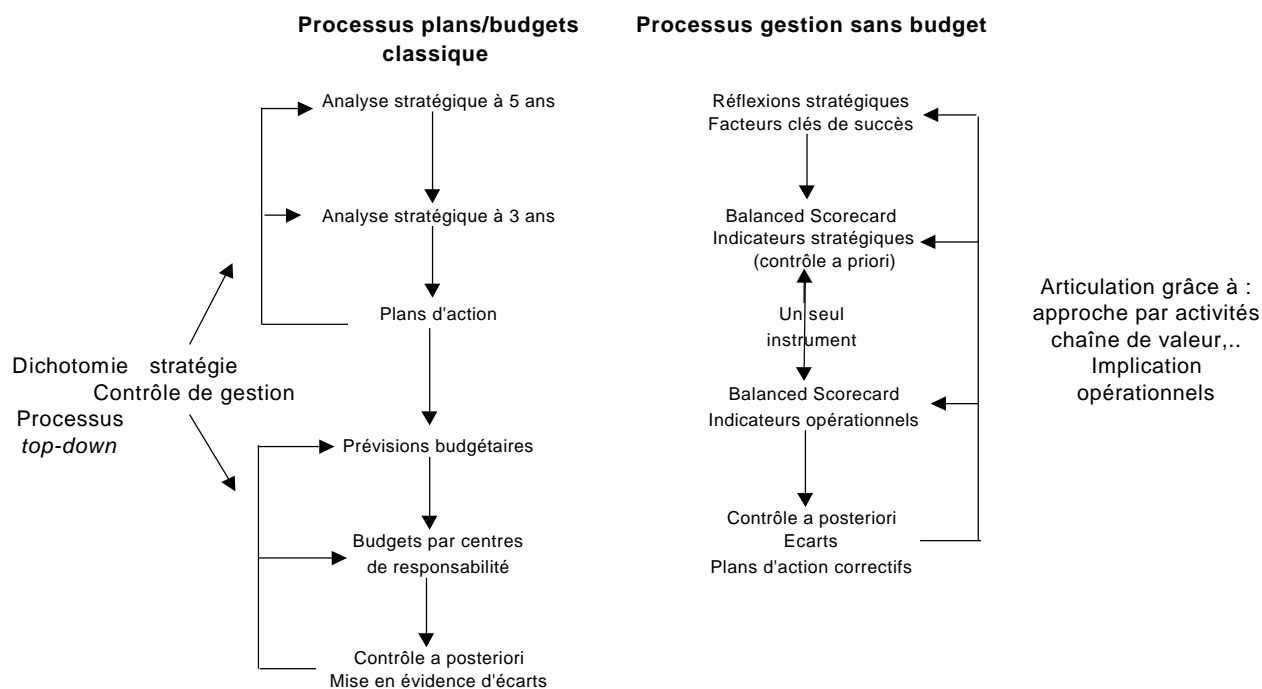 Processus plans/budgets
classique
Analyse stratégique à 5 ans
Analyse stratégique à 3 ans
Plans d'action
Dichotomie stratégie
Contrôle de gestion
Processus
top-down
Prévisions budgétaires
Budgets par centres
de responsabilité
Contrôle a posteriori
Mise en évidence d'écarts
Processus gestion sans budget
Réflexions stratégiques
Facteurs clés de succès
Balanced Scorecard
Indicateurs stratégiques
(contrôle a priori)
Un seul
instrument
Balanced Scorecard
Indicateurs opérationnels
Contrôle a posteriori
Ecarts
Plans d'action correctifs
Articulation grâce à :
approche par activités
chaîne de valeur,..
Implication
opérationnels